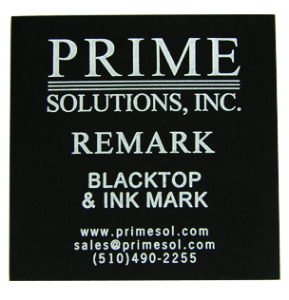 PRIME
SOLUTIONS, INC.
REMARK
BLACKTOP
& INK MARK
www.primesol.com
sales@primesol.com
(510)490-2255